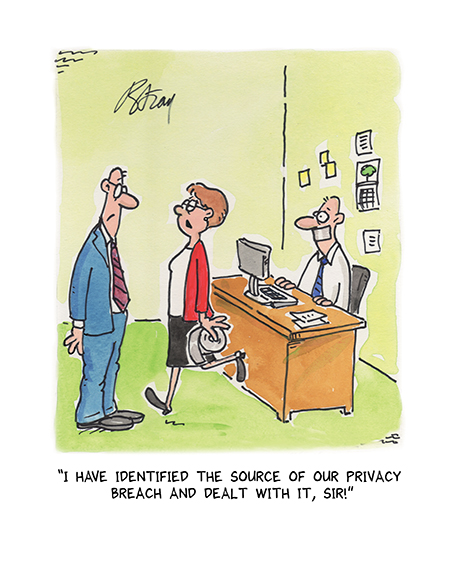 "I HAVE IDENTIFIED THE SOURCE OF OUR PRIVACY
BREACH AND DEALT WITH IT, SIR!"